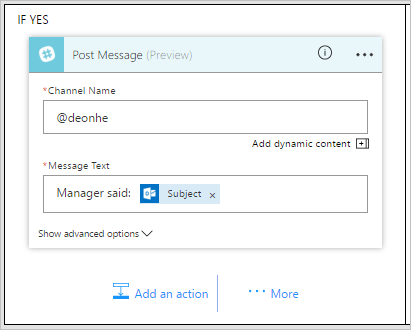 IF YES
Post Message (Preview)
*Channel Name
@deonhe
Add dynamic content
*Message Text
Manager said: Subject x
Show advanced options
Add an action
More